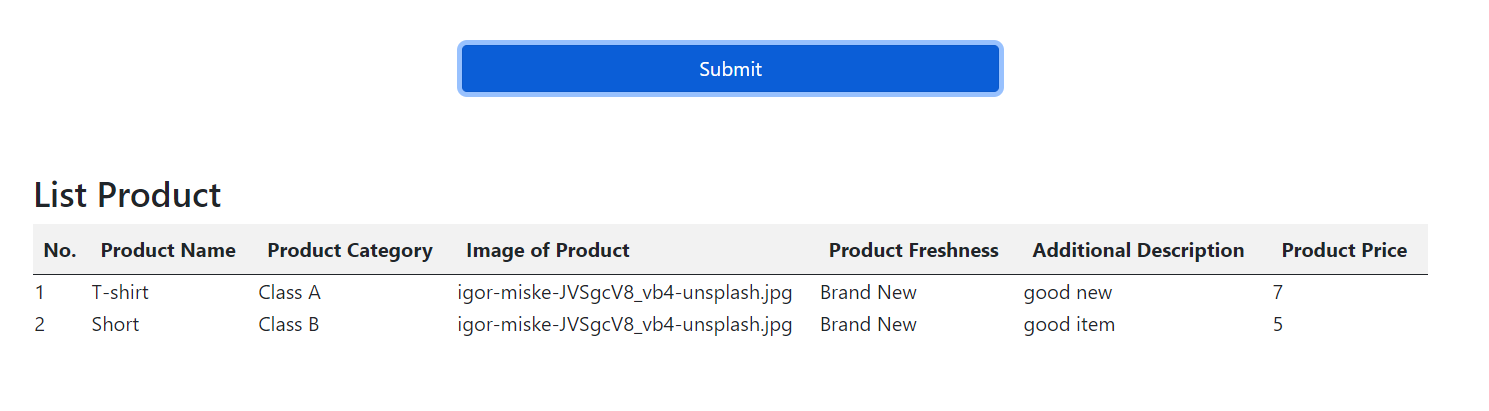 Submit
List Product
No. Product Name Product Category Image of Product Product Freshness Additional Description Product Price
1 T-shirt Class A igor-miske-JVSgcV8_vb4-unsplash.jpg Brand New good new 7
2 Short Class B igor-miske-JVSgcV8_vb4-unsplash.jpg Brand New good item 5